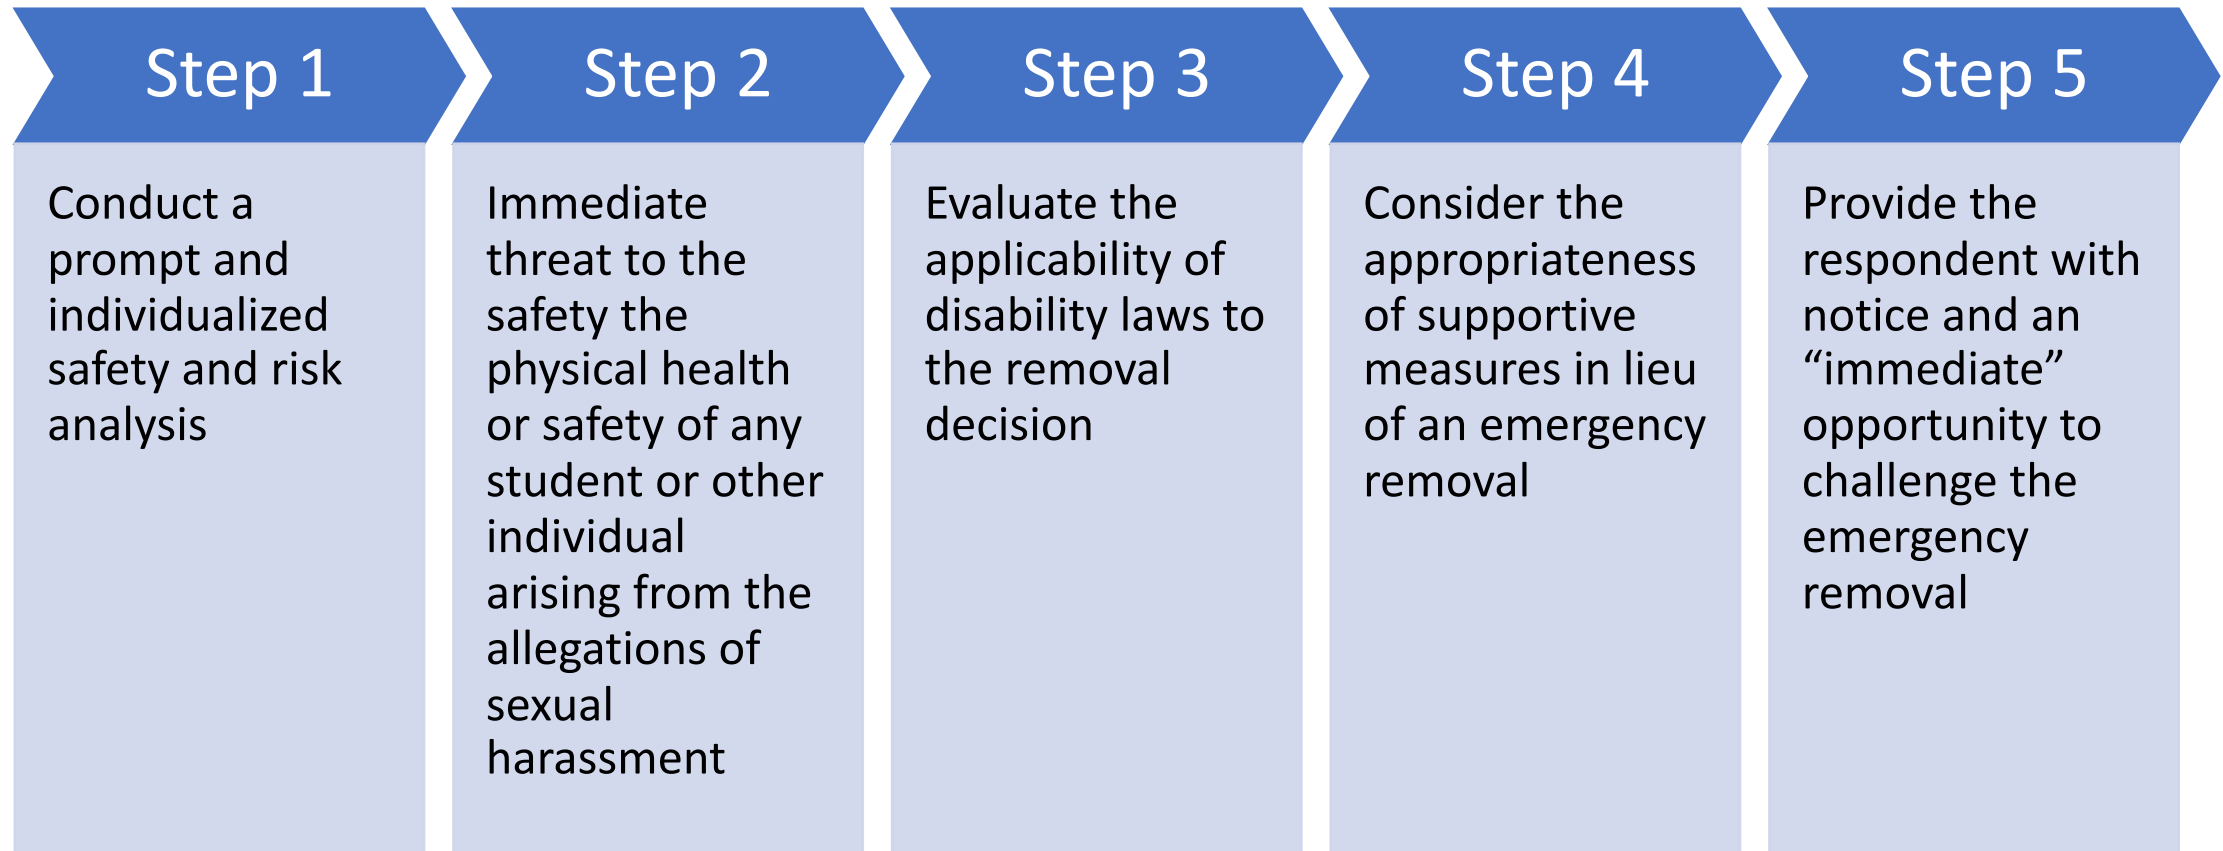 Step 1
Conduct a
prompt and
individualized
safety and risk
analysis
Step 2
Immediate
threat to the
safety the
physical health
or safety of any
student or other
individual
arising from the
allegations of
sexual
harassment
Step 3
Evaluate the
applicability of
disability laws to
the removal
decision
Step 4
Consider the
appropriateness
of supportive
measures in lieu
of an emergency
removal
Step 5
Provide the
respondent with
notice and an
“immediate”
opportunity to
challenge the
emergency
removal